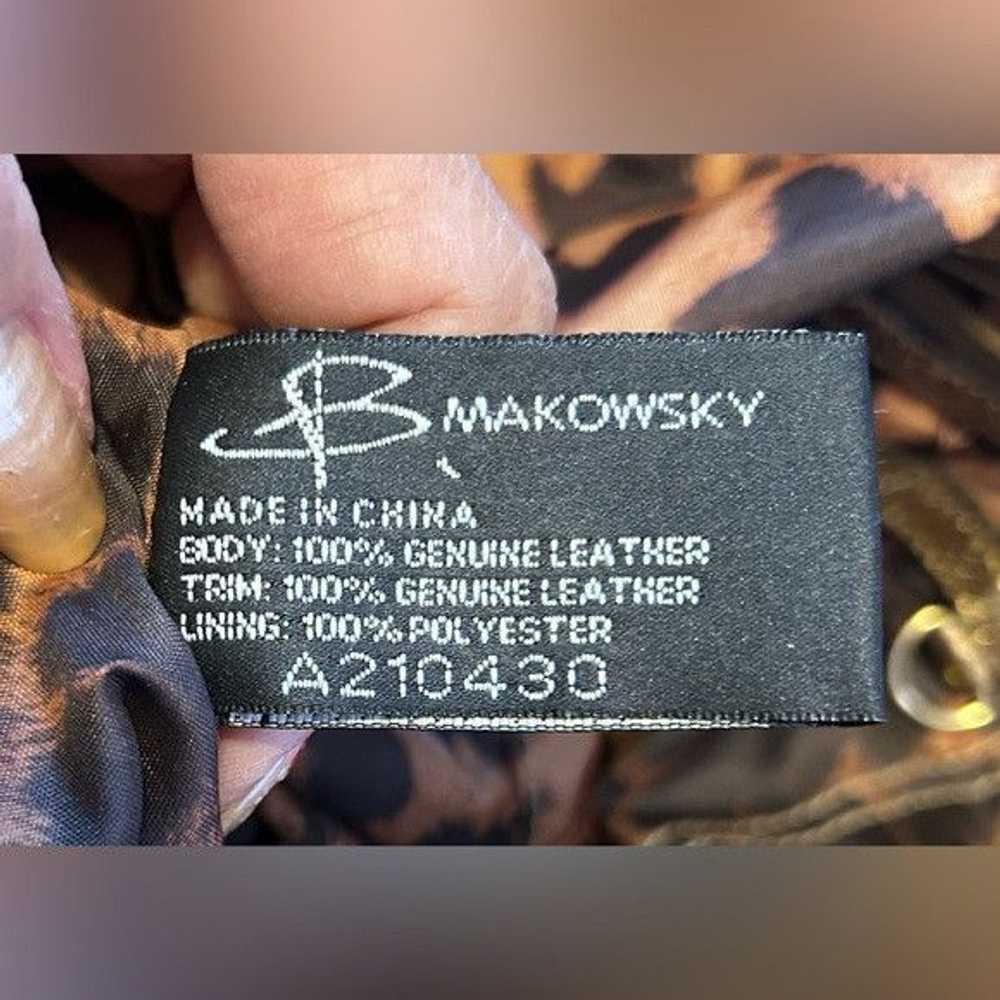 B. MAKOWSKY
MADE IN CHINA
BODY: 100% GENUINE LEATHER
TRIM: 100% GENUINE LEATHER
LINING: 100% POLYESTER
A210430